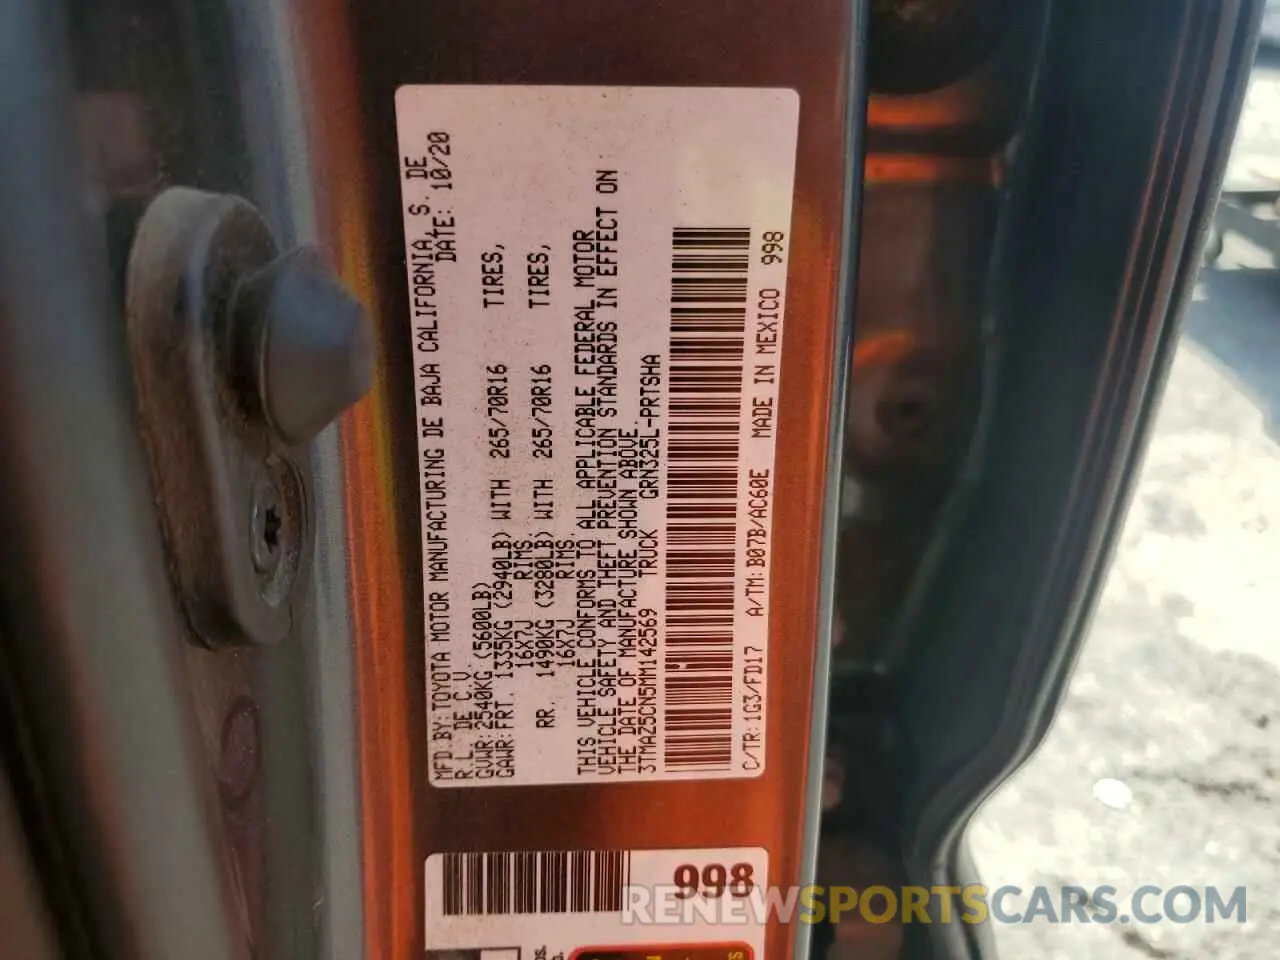 MFD.BY:TOYOTA MOTOR MANUFACTURING DE BAJA CALIFORNIA, S. DE
R.L. DE C.V. DATE: 10/20
GVWR:2540KG (5600LB)
GAWR:FRT. 1335KG (2940LB) WITH 265/70R16 TIRES,
16X7J RIMS.
RR. 1490KG (3280LB) WITH 265/70R16 TIRES,
16X7J RIMS.
THIS VEHICLE CONFORMS TO ALL APPLICABLE FEDERAL MOTOR
VEHICLE SAFETY AND THEFT PREVENTION STANDARDS IN EFFECT ON
THE DATE OF MANUFACTURE SHOWN ABOVE.
3TMAZ5CN5MM142569 TRUCK GRN325L-PRTSHA
C/TR:1G3/FD17 A/TM:B07B/AC60E MADE IN MEXICO 998
998
RENEWSPORTSCARS.COM